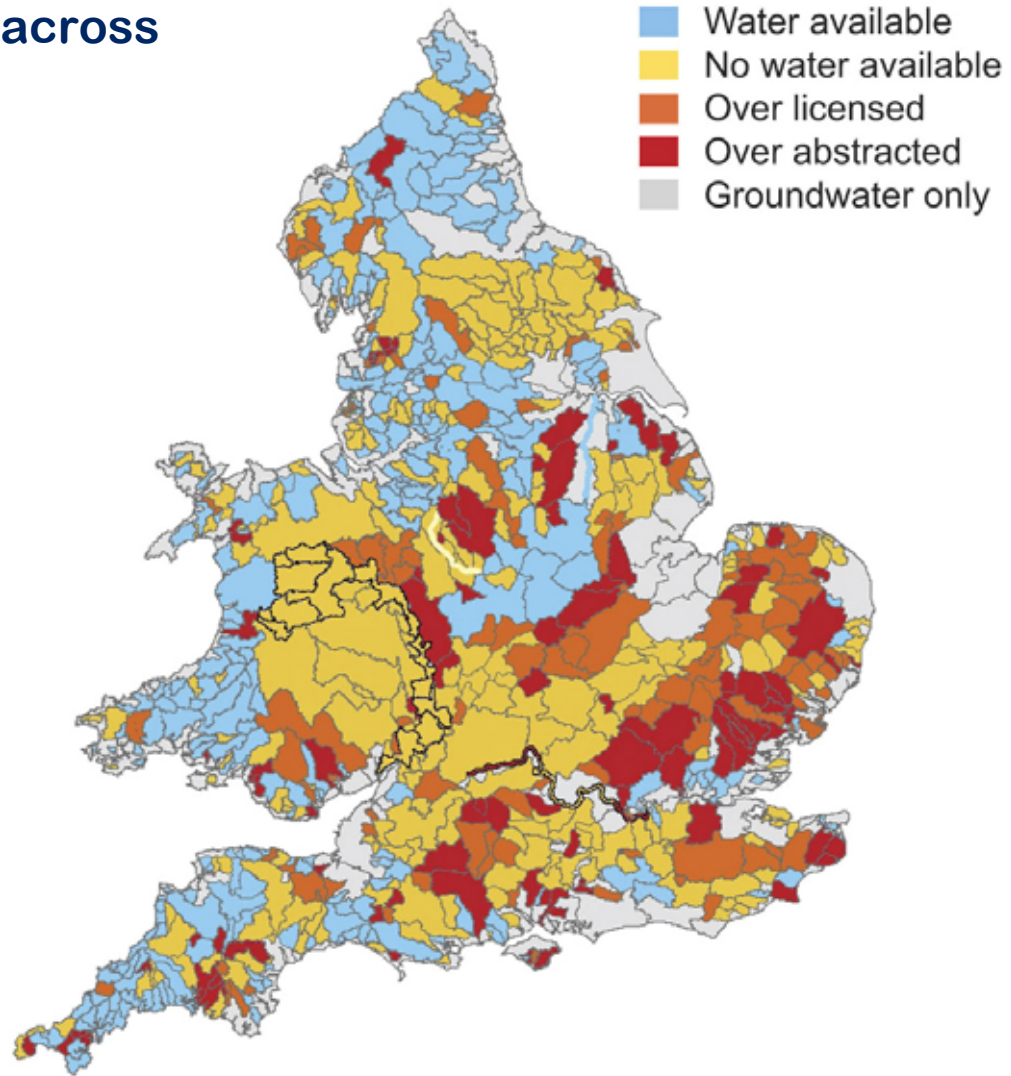 across
Water available
No water available
Over licensed
Over abstracted
Groundwater only